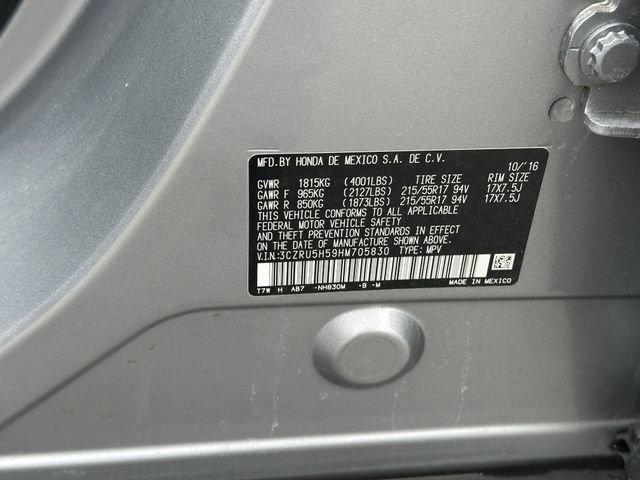 MFD.BY HONDA DE MEXICO S.A. DE C.V.
10/'16
GVWR 1815KG (4001LBS) TIRE SIZE RIM SIZE
GAWR F 965KG (2127LBS) 215/55R17 94V 17X7.5J
GAWR R 850KG (1873LBS) 215/55R17 94V 17X7.5J
THIS VEHICLE CONFORMS TO ALL APPLICABLE
FEDERAL MOTOR VEHICLE SAFETY
AND THEFT PREVENTION STANDARDS IN EFFECT
ON THE DATE OF MANUFACTURE SHOWN ABOVE.
V.I.N:3CZRU5H59HM705830 TYPE: MPV
T7W H AB7 -NH830M -B -M MADE IN MEXICO